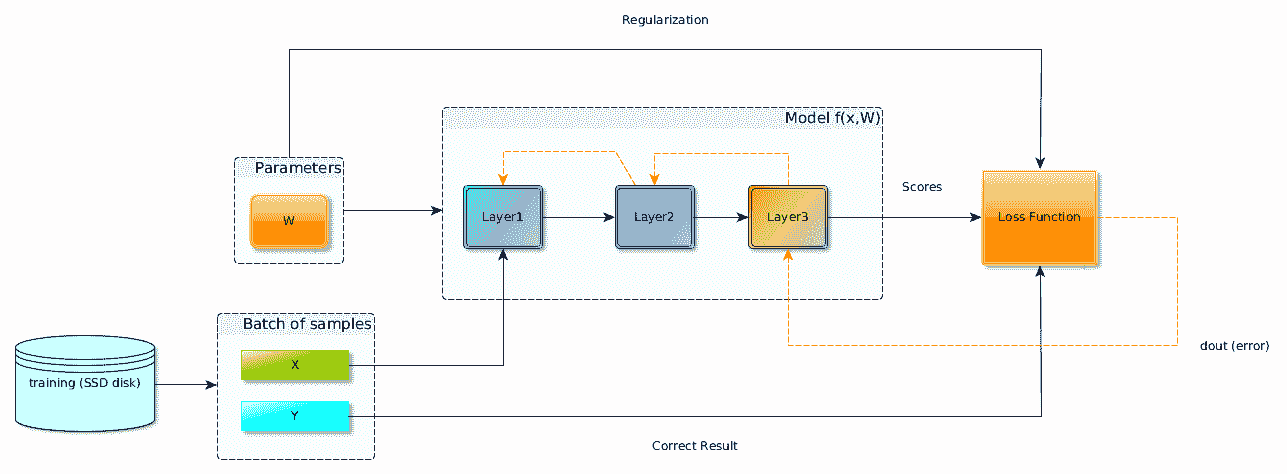 Regularization
Model f(x,W)
Parameters
W
Layer1
Layer2
Layer3
Scores
Loss Function
Batch of samples
X
Y
training (SSD disk)
dout (error)
Correct Result